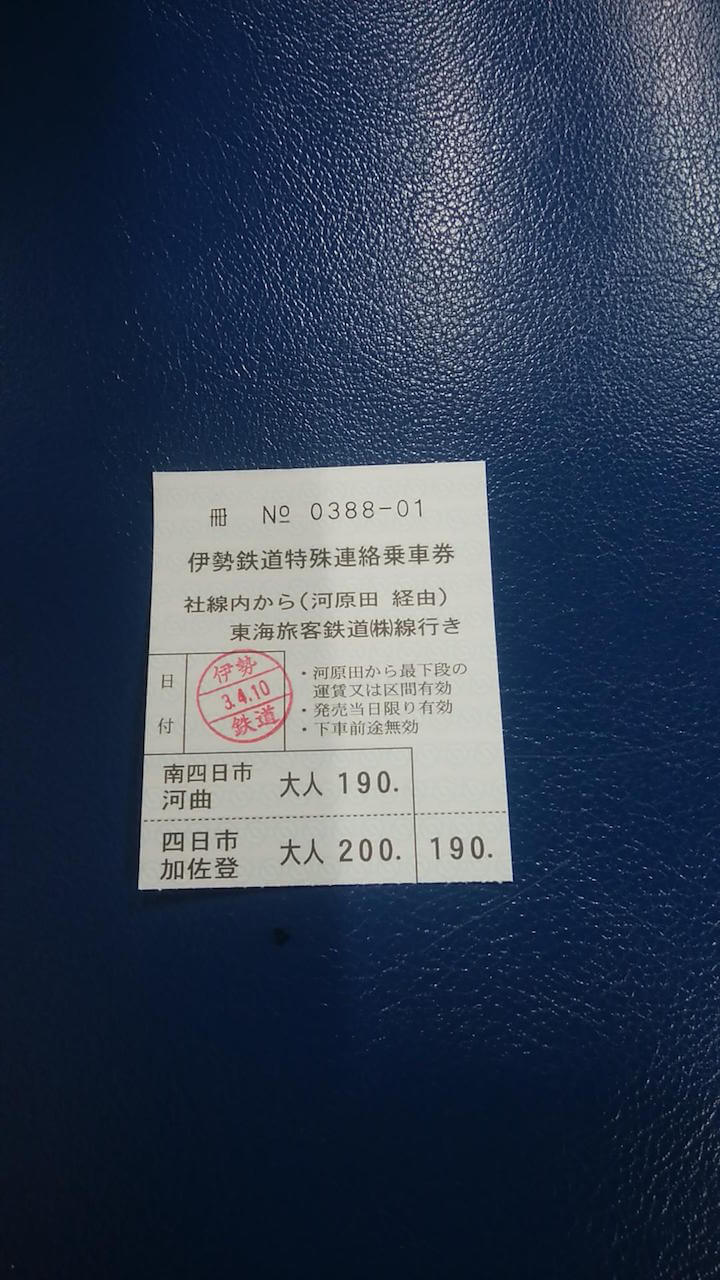 冊 № 0388-01
伊勢鉄道特殊連絡乗車券
社線内から(河原田 経由)
東海旅客鉄道㈱線行き
日付
伊勢
3.4.10
鉄道
・河原田から最下段の
運賃又は区間有効
・発売当日限り有効
・下車前途無効
南四日市
河曲
大人 190.
四日市
加佐登
大人 200.
190.